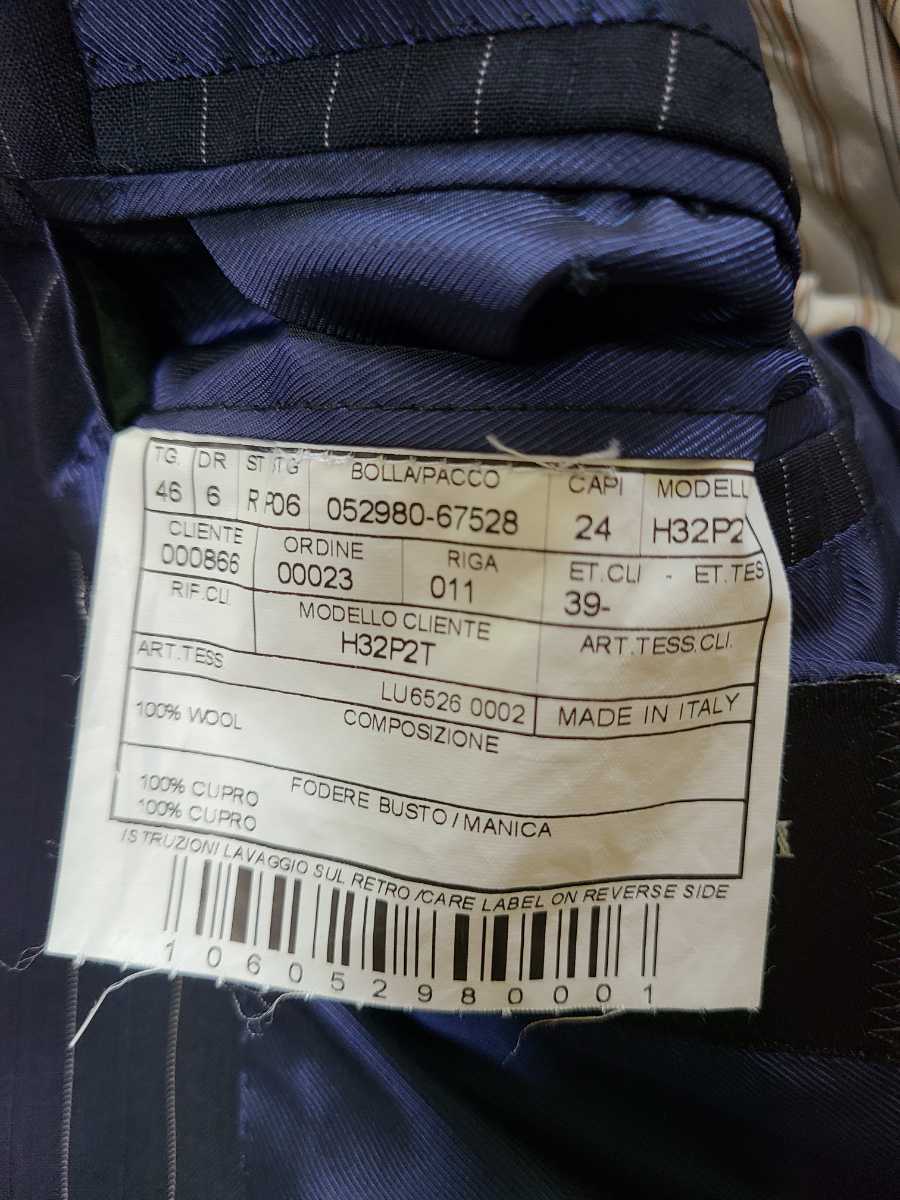 TG. DR ST STG BOLLA/PACCO CAPI MODELL
46 6 R P06 052980-67528 24 H32P2
CLIENTE ORDINE RIGA ET.CLI - ET.TES
000866 00023 011 39-
RIF.CLI. MODELLO CLIENTE ART.TESS.CLI.
H32P2T
ART.TESS
LU6526 0002 MADE IN ITALY
100% WOOL COMPOSIZIONE
100% CUPRO FODERE BUSTO / MANICA
100% CUPRO
ISTRUZIONI LAVAGGIO SUL RETRO /CARE LABEL ON REVERSE SIDE
1060529800001